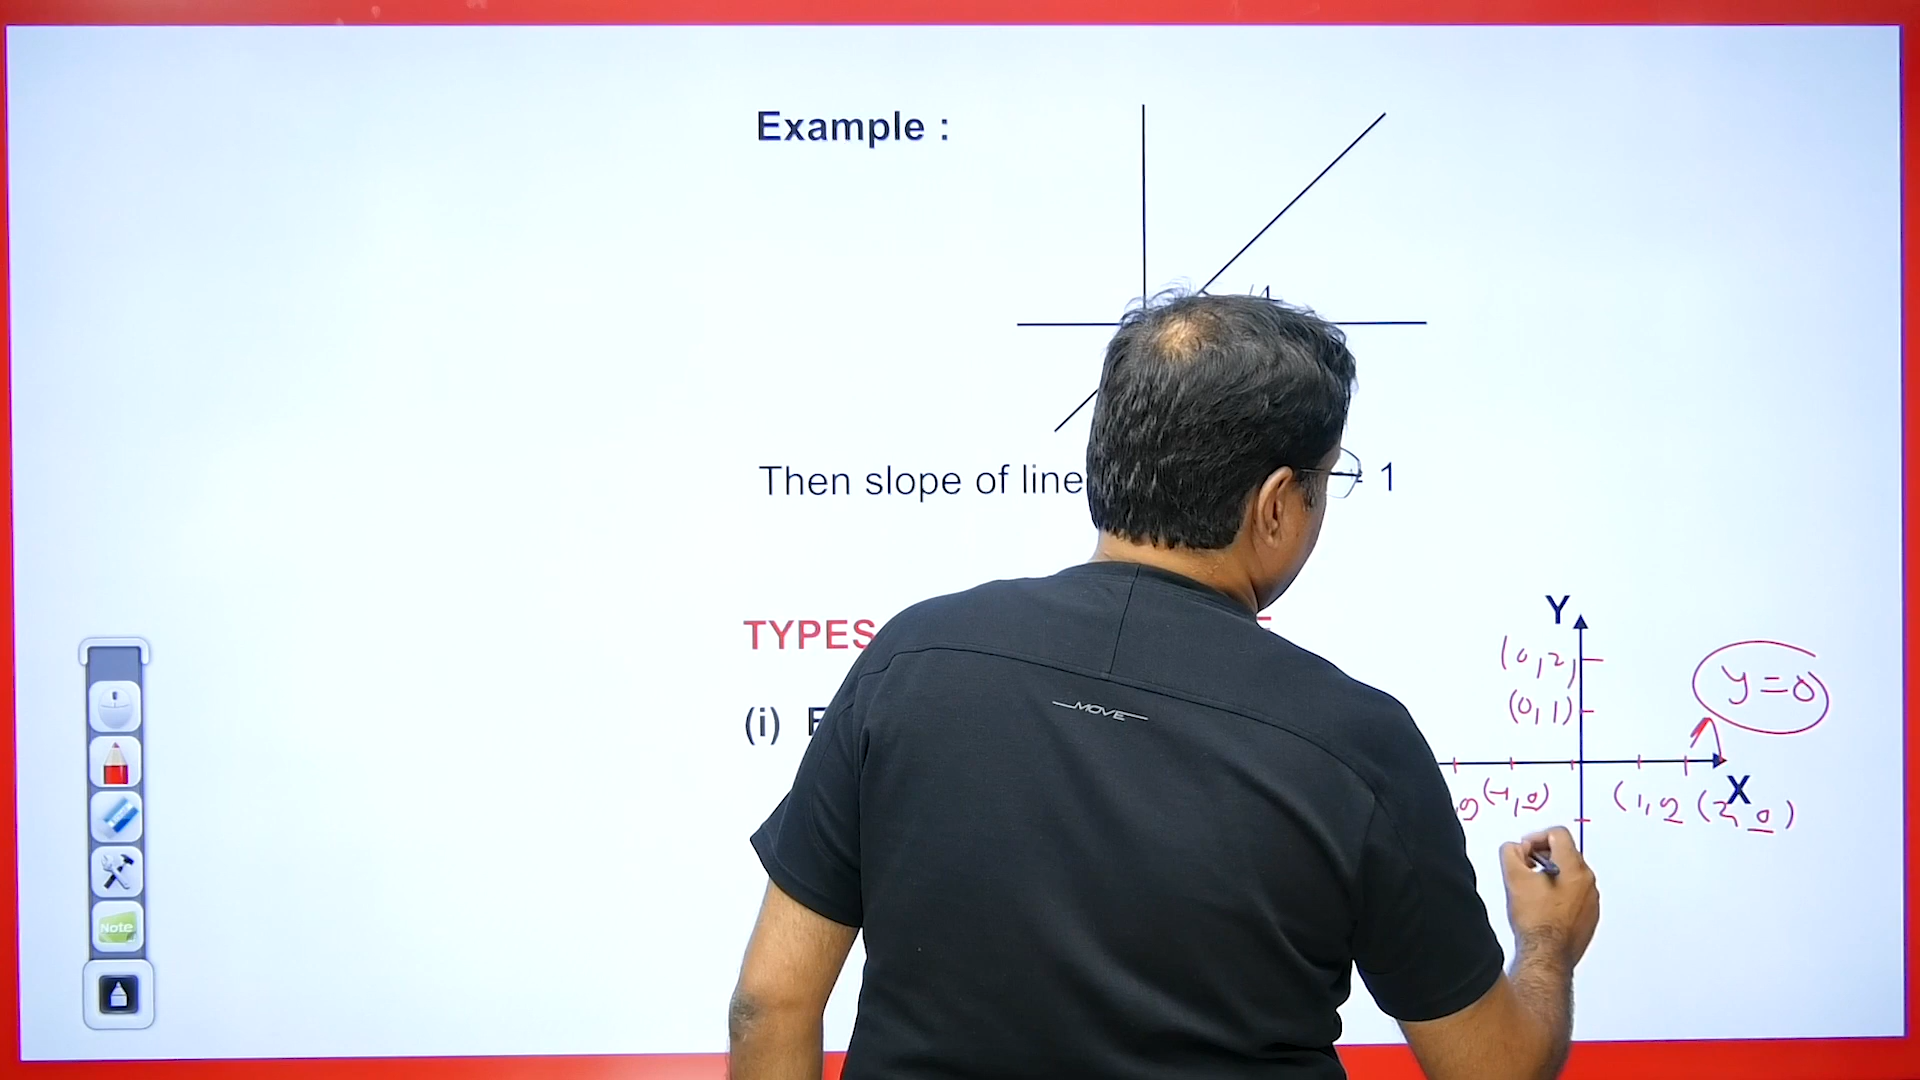 Example :
Then slope of line 1
TYPES
(i)
Y
(0,2)
(0,1)
y=0
X
(-1,0) (1,0 (2,0)
MOVE
Note